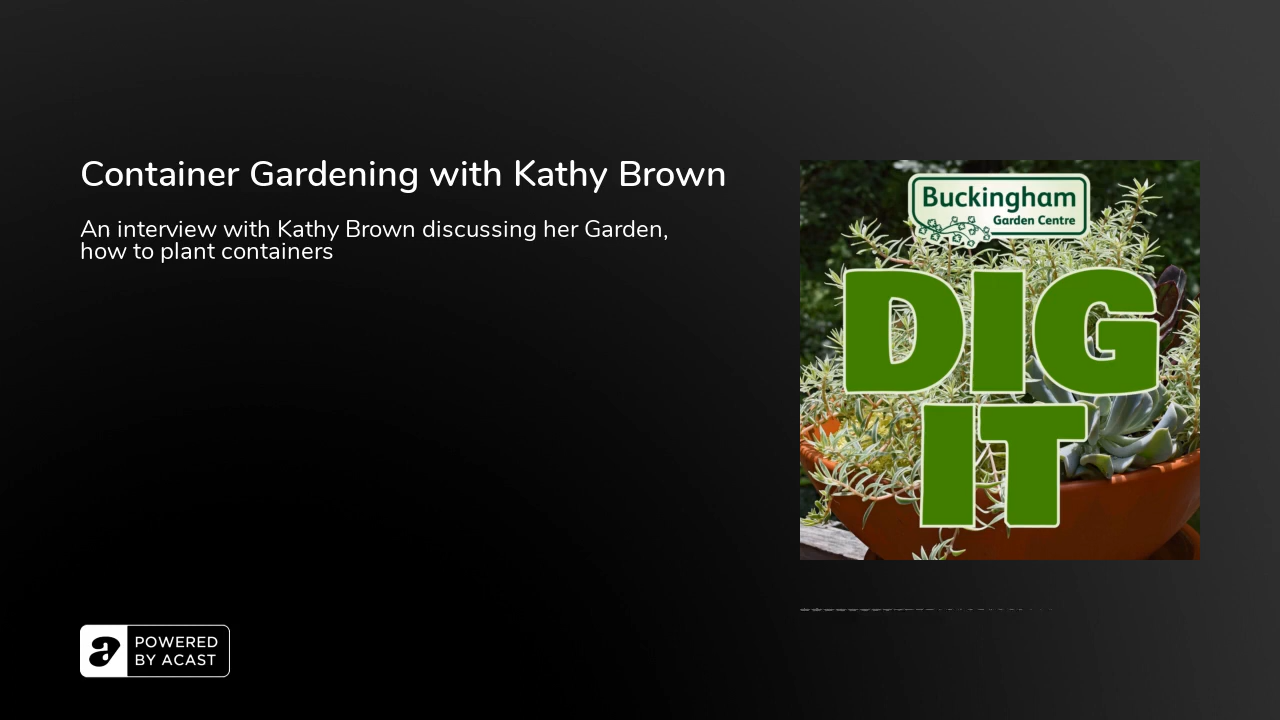 Container Gardening with Kathy Brown
An interview with Kathy Brown discussing her Garden,
how to plant containers
Buckingham
Garden Centre
DIG
IT
POWERED
BY ACAST